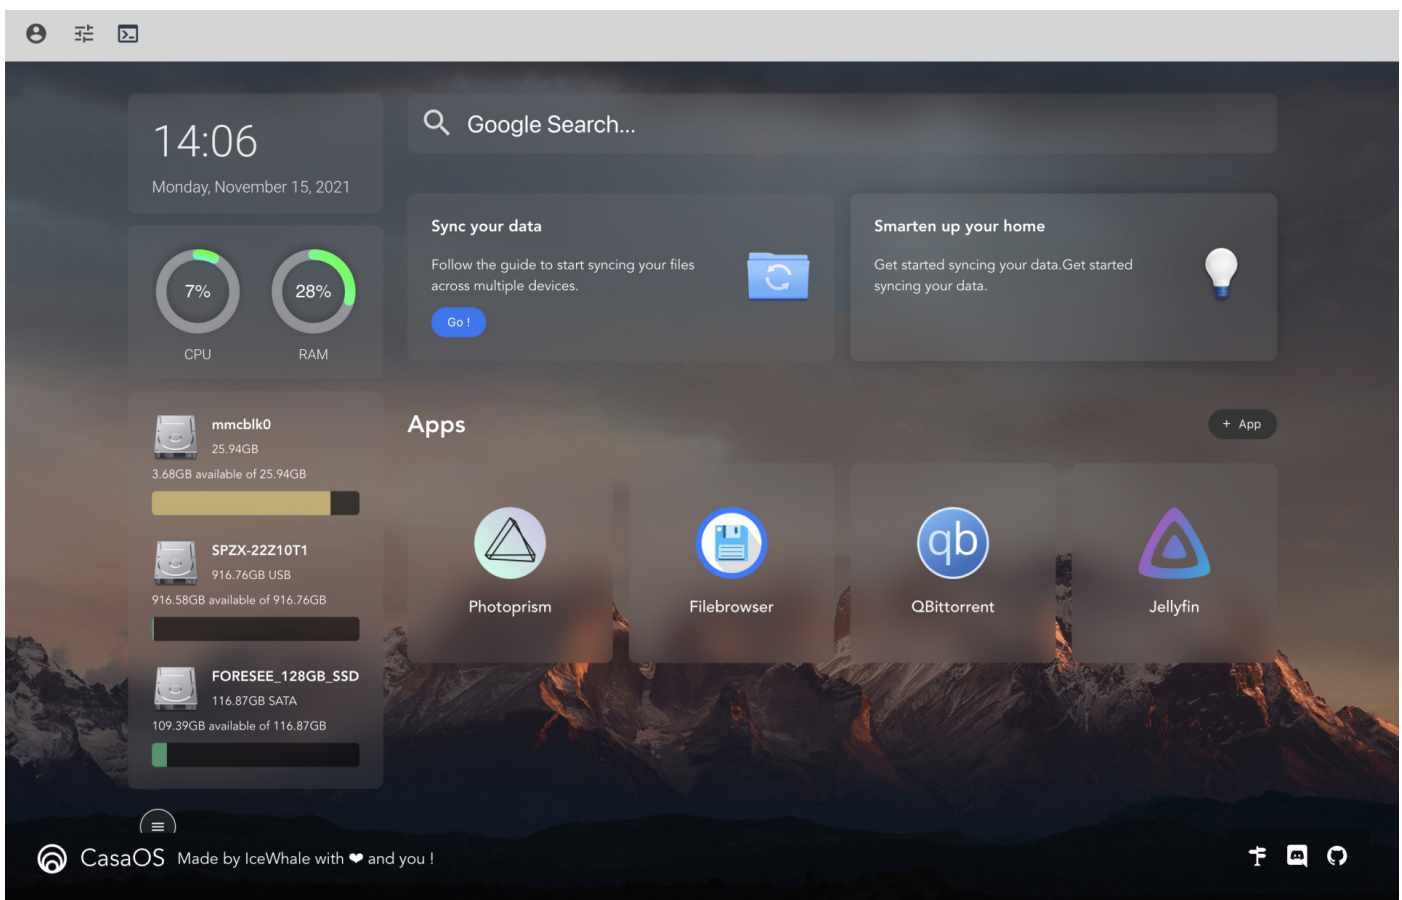 14:06
Monday, November 15, 2021
7%
28%
CPU
RAM
mmcblk0
25.94GB
3.68GB available of 25.94GB
SPZX-22Z10T1
916.76GB USB
916.58GB available of 916.76GB
FORESEE_128GB_SSD
116.87GB SATA
109.39GB available of 116.87GB
Google Search...
Sync your data
Follow the guide to start syncing your files
across multiple devices.
Go !
Smarten up your home
Get started syncing your data.Get started
syncing your data.
Apps
+ App
qb
Photoprism
Filebrowser
QBittorrent
Jellyfin
CasaOS Made by IceWhale with ❤ and you !